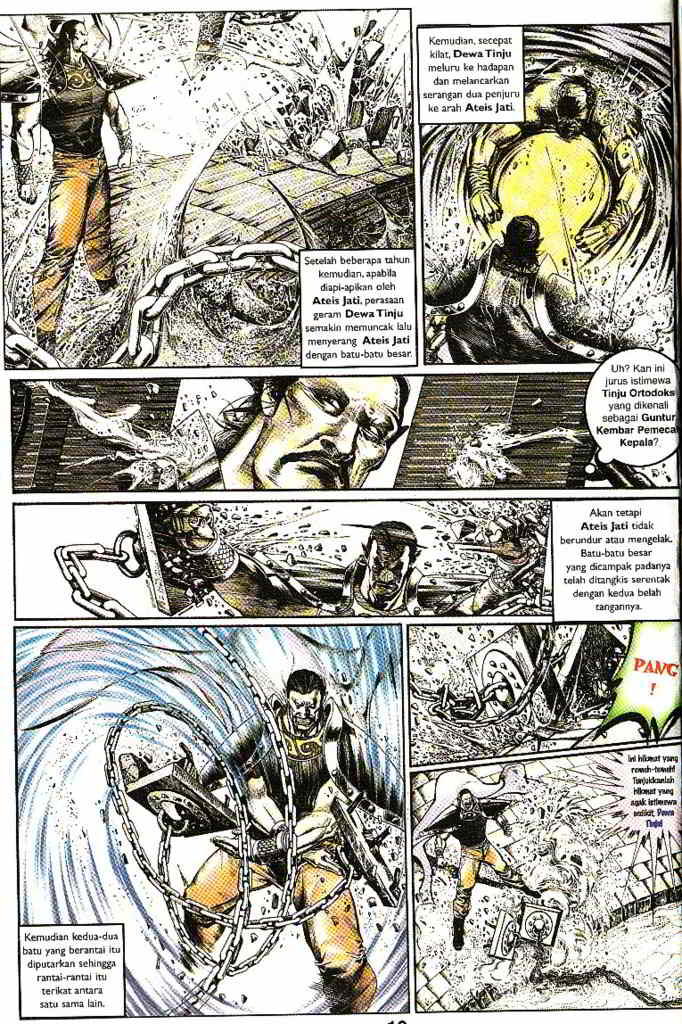 Setelah beberapa tahun
kemudian, apabila
diapi-apikan oleh
Ateis Jati, perasaan
geram Dewa Tinju
semakin memuncak lalu
menyerang Ateis Jati
dengan batu-batu besar.
Kemudian, secepat
kilat, Dewa Tinju
meluru ke hadapan
dan melancarkan
serangan dua penjuru
ke arah Ateis Jati.
Uh? Kan ini
jurus istimewa
Tinju Ortodoks
yang dikenali
sebagai Guntur
Kembar Pemeca
Kepala?
Akan tetapi
Ateis Jati tidak
berundur atau mengelak.
Batu-batu besar
yang dicampak padanya
telah ditangkis serentak
dengan kedua belah
tangannya.
Kemudian kedua-dua
batu yang berantai itu
diputarkan sehingga
rantai-rantai itu
terikat antara
satu sama lain.
PANG
!
Ini hikmat yang
remeh-temeh!
Tunjukkanlah
hikmat yang
agak istimewa
sedikit, Dewa
Tinju!